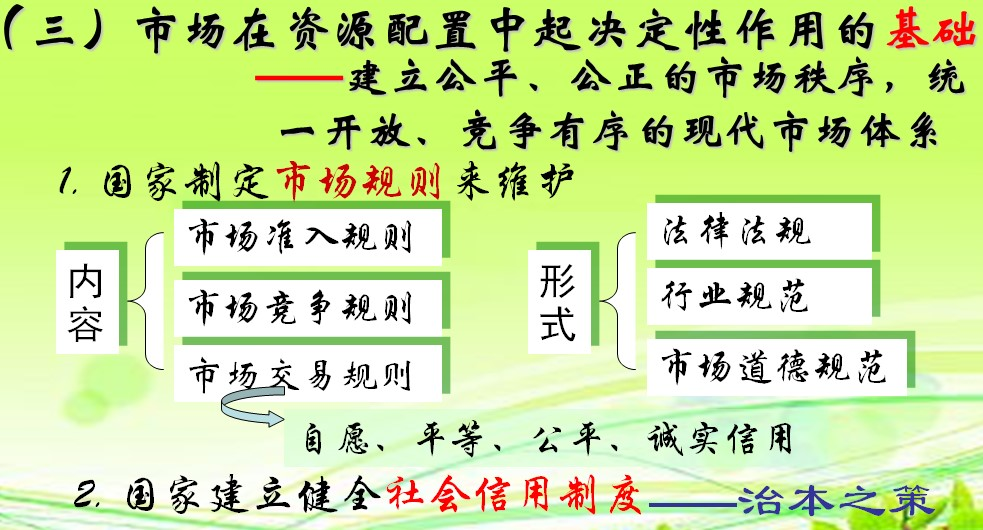 （三）市场在资源配置中起决定性作用的基础
——建立公平、公正的市场秩序，统
一开放、竞争有序的现代市场体系
1. 国家制定市场规则来维护
内容
市场准入规则
市场竞争规则
市场交易规则
形式
法律法规
行业规范
市场道德规范
自愿、平等、公平、诚实信用
2. 国家建立健全社会信用制度——治本之策